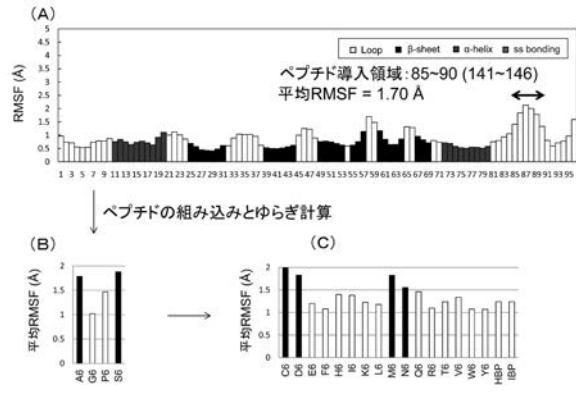 (A)
RMSF (Å)
5
4.5
4
3.5
3
2.5
2
1.5
1
0.5
0
Loop β-sheet α-helix ss bonding
ペプチド導入領域：85~90 (141~146)
平均RMSF = 1.70 Å
1 3 5 7 9 11 13 15 17 19 21 23 25 27 29 31 33 35 37 39 41 43 45 47 49 51 53 55 57 59 61 63 65 67 69 71 73 75 77 79 81 83 85 87 89 91 93 95
ペプチドの組み込みとゆらぎ計算
(B)
平均RMSF (Å)
2
1.5
1
0.5
0
A6 G6 P6 S6
(C)
平均RMSF (Å)
2
1.5
1
0.5
0
C6 D6 E6 F6 H6 I6 K6 L6 M6 N6 Q6 R6 T6 V6 W6 Y6 HBP IBP